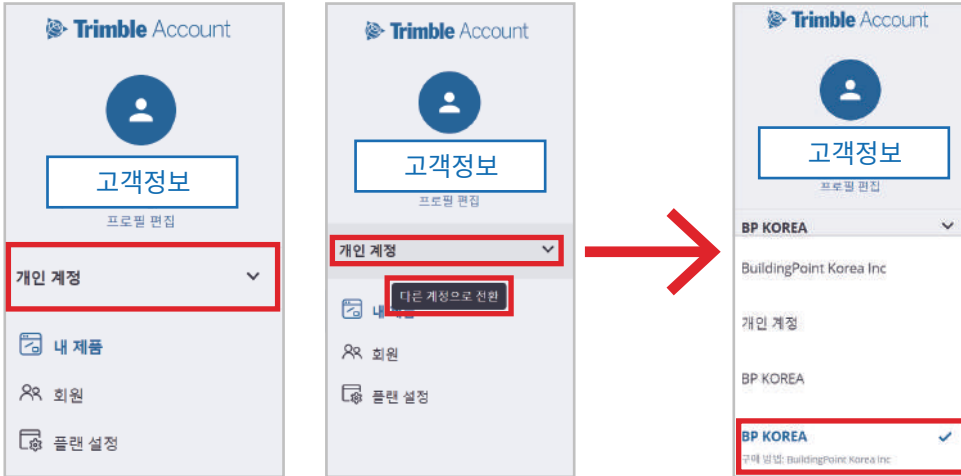 Trimble Account
고객정보
프로필 편집
개인 계정
내 제품
회원
플랜 설정
Trimble Account
고객정보
프로필 편집
개인 계정
다른 계정으로 전환
내
회원
플랜 설정
Trimble Account
고객정보
프로필 편집
BP KOREA
BuildingPoint Korea Inc
개인 계정
BP KOREA
BP KOREA
구매 방법: BuildingPoint Korea Inc